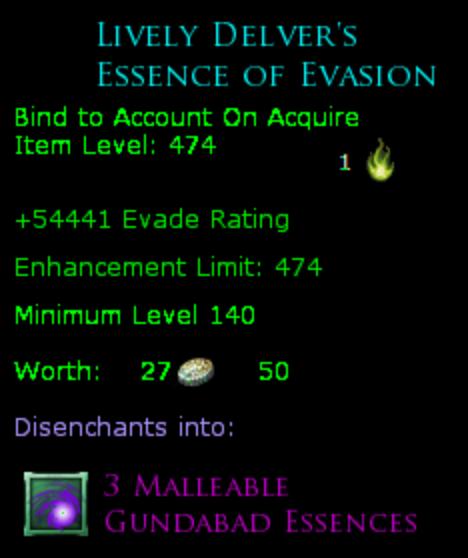 Lively Delver's
Essence of Evasion
Bind to Account On Acquire
Item Level: 474
1
+54441 Evade Rating
Enhancement Limit: 474
Minimum Level 140
Worth: 27 50
Disenchants into:
3 Malleable
Gundabad Essences